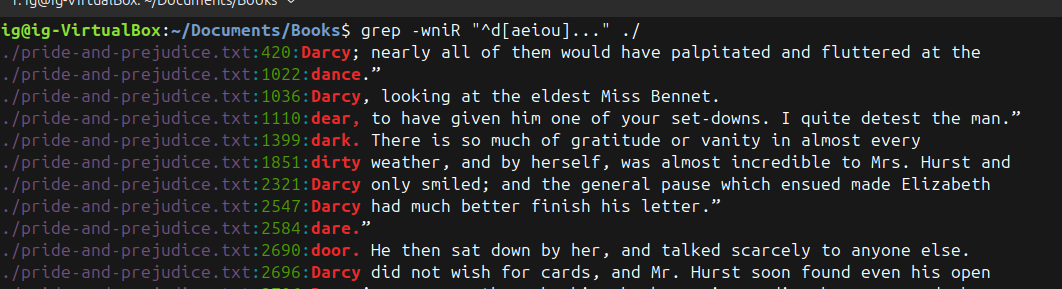 ig@ig-VirtualBox: ~/Documents/Books
ig@ig-VirtualBox:~/Documents/Books$ grep -wniR "^d[aeiou]..." ./
./pride-and-prejudice.txt:420:Darcy; nearly all of them would have palpitated and fluttered at the
./pride-and-prejudice.txt:1022:dance.”
./pride-and-prejudice.txt:1036:Darcy, looking at the eldest Miss Bennet.
./pride-and-prejudice.txt:1110:dear, to have given him one of your set-downs. I quite detest the man.”
./pride-and-prejudice.txt:1399:dark. There is so much of gratitude or vanity in almost every
./pride-and-prejudice.txt:1851:dirty weather, and by herself, was almost incredible to Mrs. Hurst and
./pride-and-prejudice.txt:2321:Darcy only smiled; and the general pause which ensued made Elizabeth
./pride-and-prejudice.txt:2547:Darcy had much better finish his letter.”
./pride-and-prejudice.txt:2584:dare.”
./pride-and-prejudice.txt:2690:door. He then sat down by her, and talked scarcely to anyone else.
./pride-and-prejudice.txt:2696:Darcy did not wish for cards, and Mr. Hurst soon found even his open